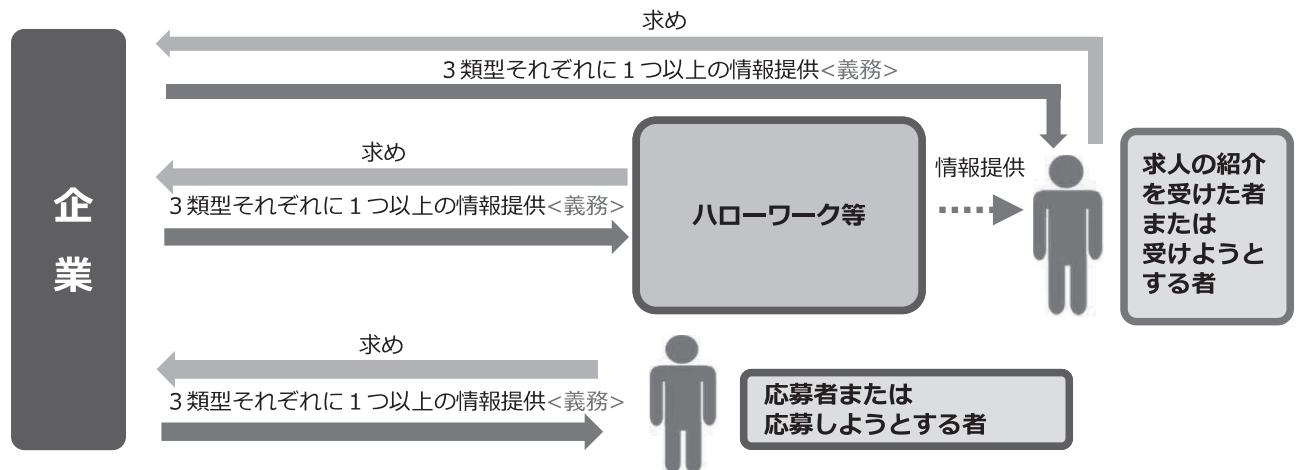 求め
3類型それぞれに1つ以上の情報提供<義務>
企業
求め
3類型それぞれに1つ以上の情報提供<義務>
ハローワーク等
情報提供
求人の紹介
を受けた者
または
受けようと
する者
求め
3類型それぞれに1つ以上の情報提供<義務>
応募者または
応募しようとする者